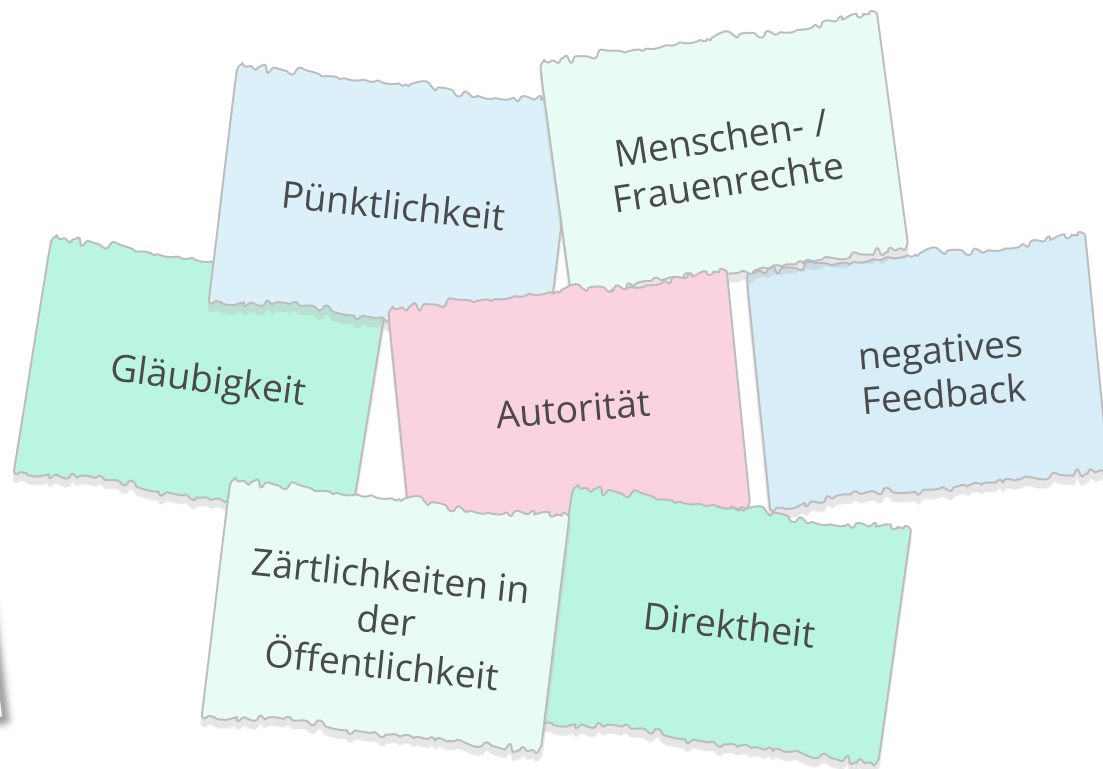 Menschen- /
Frauenrechte
Pünktlichkeit
negatives
Feedback
Gläubigkeit
Autorität
Zärtlichkeiten in
der
Öffentlichkeit
Direktheit